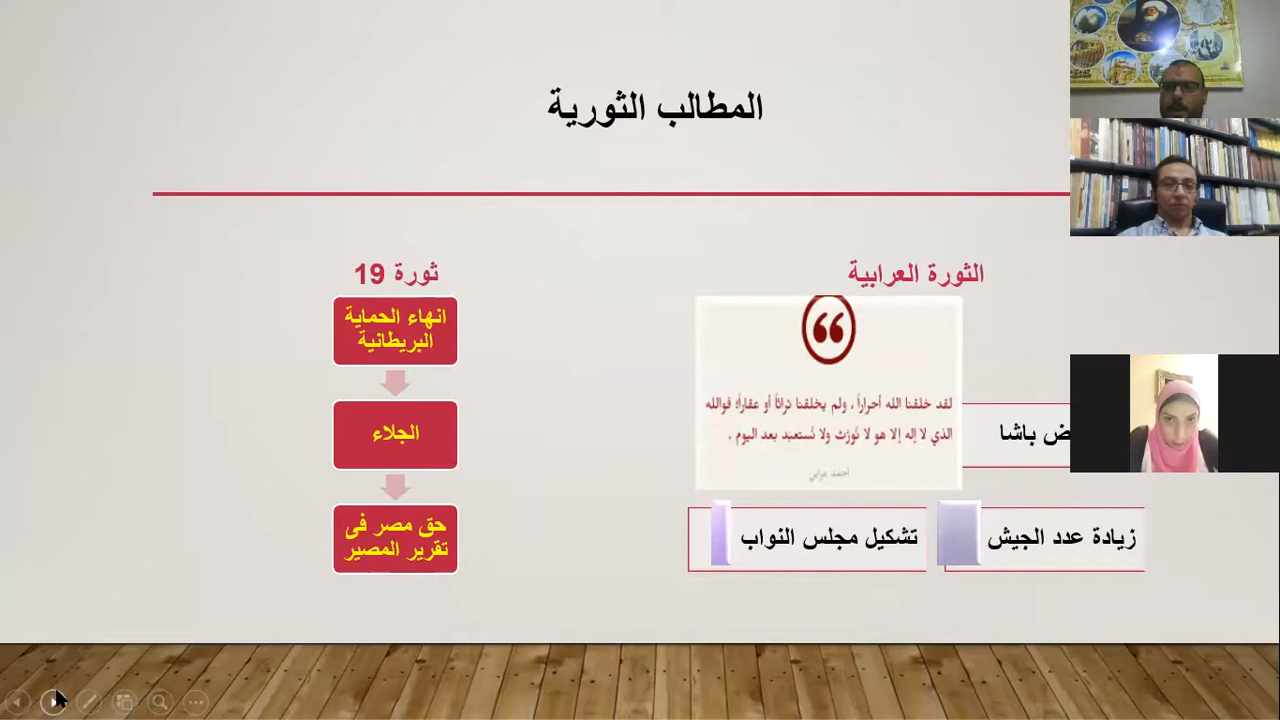 المطالب الثورية
الثورة العرابية
لقد خلقنا الله أحراراً ، ولم يخلقنا تراثاً أو عقاراً؛ فوالله
الذي لا إله إلا هو لا نُورَّث ولا نُستعبَد بعد اليوم .
أحمد عرابي
باشا
زيادة عدد الجيش
تشكيل مجلس النواب
ثورة 19
انهاء الحماية
البريطانية
الجلاء
حق مصر فى
تقرير المصير